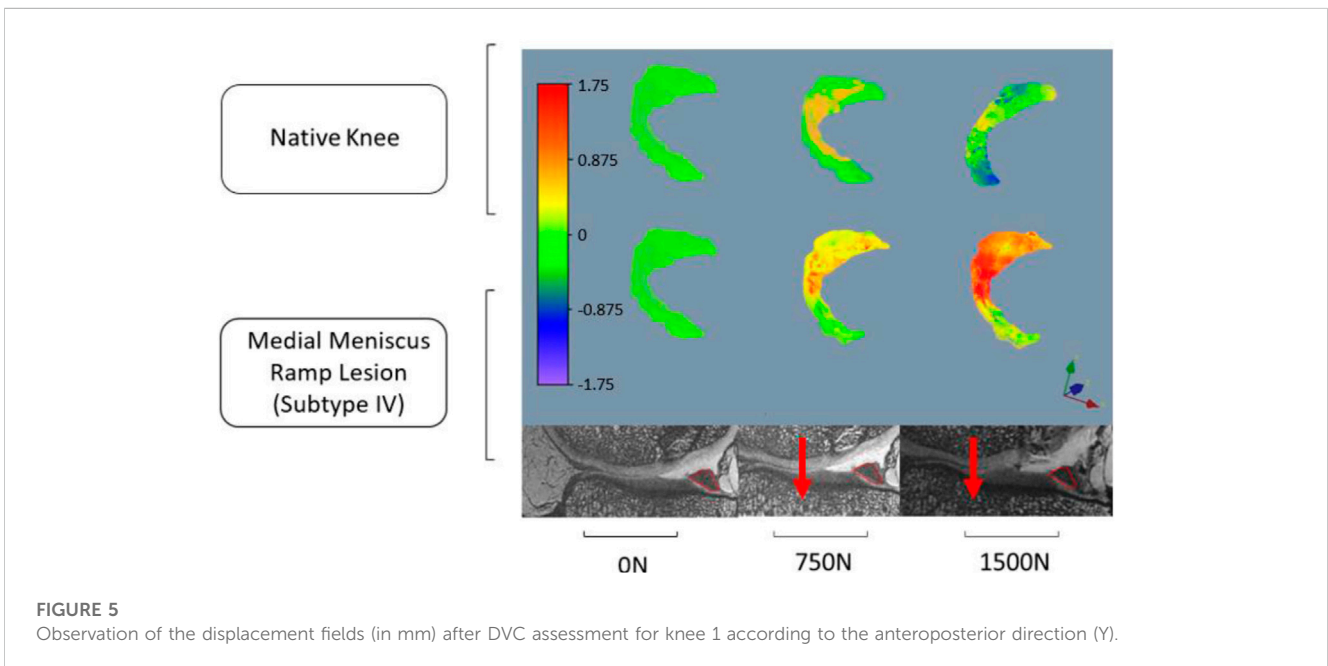 Native Knee
1.75
0.875
0
-0.875
-1.75
Medial Meniscus
Ramp Lesion
(Subtype IV)
0N
750N
1500N
FIGURE 5
Observation of the displacement fields (in mm) after DVC assessment for knee 1 according to the anteroposterior direction (Y).